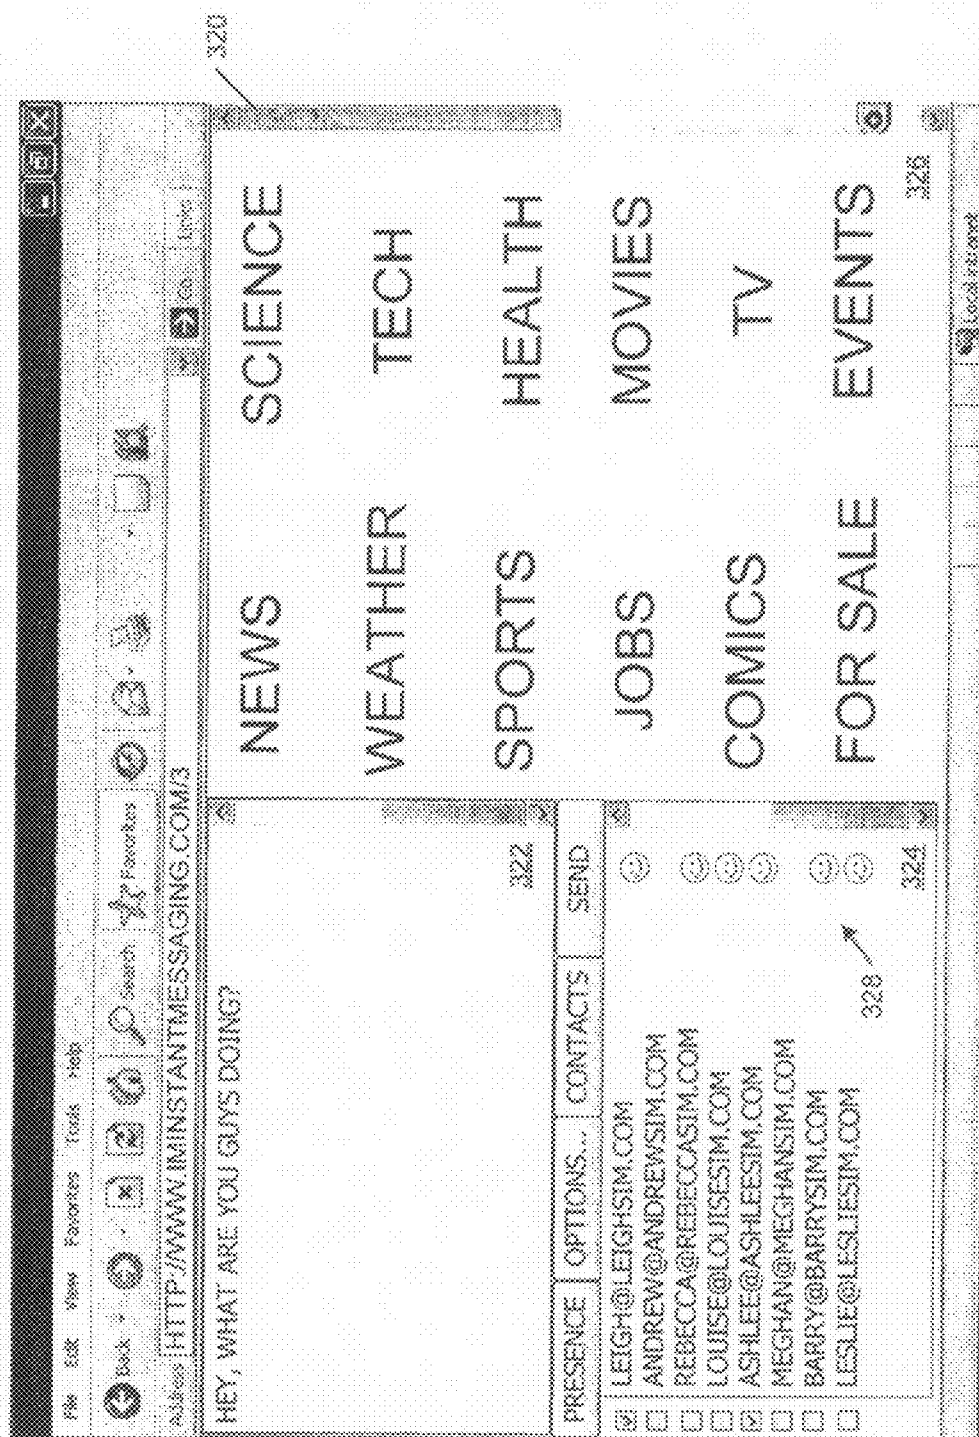 320
File Edit View Favorites Tools Help
Back Search Favorites
Address HTTP://WWW.IMINSTANTMESSAGING.COM/3 Go Links
HEY, WHAT ARE YOU GUYS DOING?
322
PRESENCE OPTIONS... CONTACTS SEND
LEIGH@LEIGHSIM.COM
ANDREW@ANDREWSIM.COM
REBECCA@REBECCASIM.COM
LOUISE@LOUISESIM.COM
ASHLEE@ASHLEESIM.COM
MEGHAN@MEGHANSIM.COM
BARRY@BARRYSIM.COM
LESLIE@LESLIESIM.COM
328
324
NEWS SCIENCE
WEATHER TECH
SPORTS HEALTH
JOBS MOVIES
COMICS TV
FOR SALE EVENTS
326
Local intranet